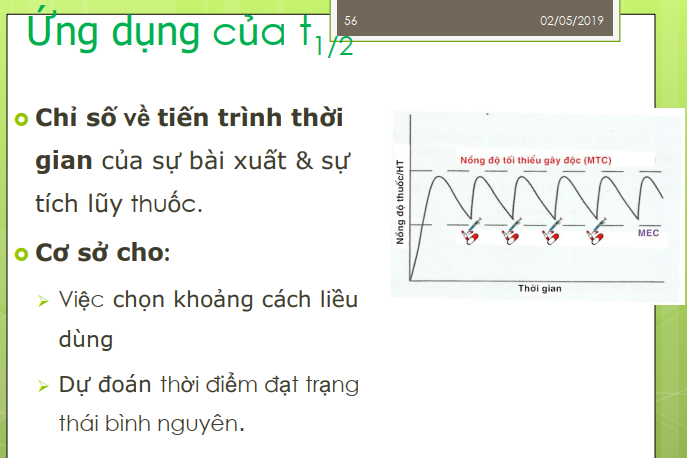 56
02/05/2019
Ứng dụng của t1/2
Chỉ số về tiến trình thời
gian của sự bài xuất & sự
tích lũy thuốc.
Cơ sở cho:
Việc chọn khoảng cách liều
dùng
Dự đoán thời điểm đạt trạng
thái bình nguyên.
Nồng độ thuốc/HT
Nồng độ tối thiểu gây độc (MTC)
MEC
Thời gian